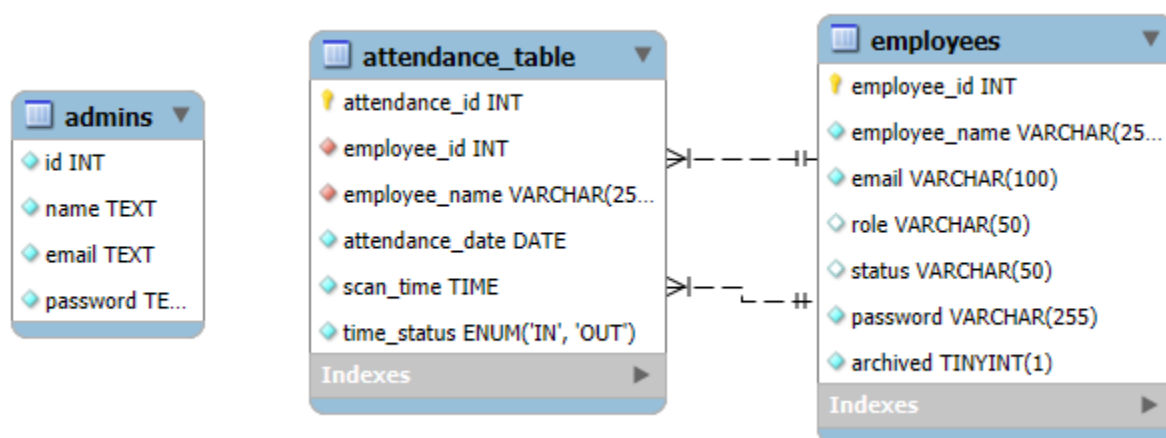 admins
id INT
name TEXT
email TEXT
password TE...
attendance_table
attendance_id INT
employee_id INT
employee_name VARCHAR(25...
attendance_date DATE
scan_time TIME
time_status ENUM('IN', 'OUT')
Indexes
employees
employee_id INT
employee_name VARCHAR(25...
email VARCHAR(100)
role VARCHAR(50)
status VARCHAR(50)
password VARCHAR(255)
archived TINYINT(1)
Indexes